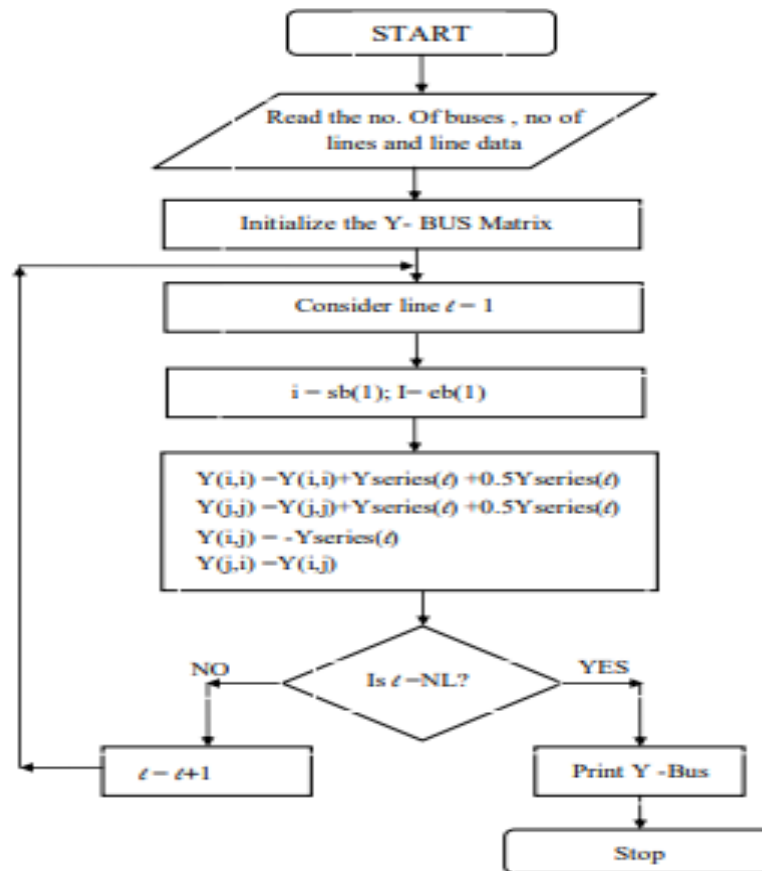 START
Read the no. Of buses , no of
lines and line data
Initialize the Y- BUS Matrix
Consider line ℓ = 1
i = sb(1); I= eb(1)
Y(i,i) =Y(i,i)+Yseries(ℓ) +0.5Yseries(ℓ)
Y(j,j) =Y(j,j)+Yseries(ℓ) +0.5Yseries(ℓ)
Y(i,j) = -Yseries(ℓ)
Y(j,i) =Y(i,j)
NO
Is ℓ =NL?
YES
ℓ = ℓ+1
Print Y -Bus
Stop